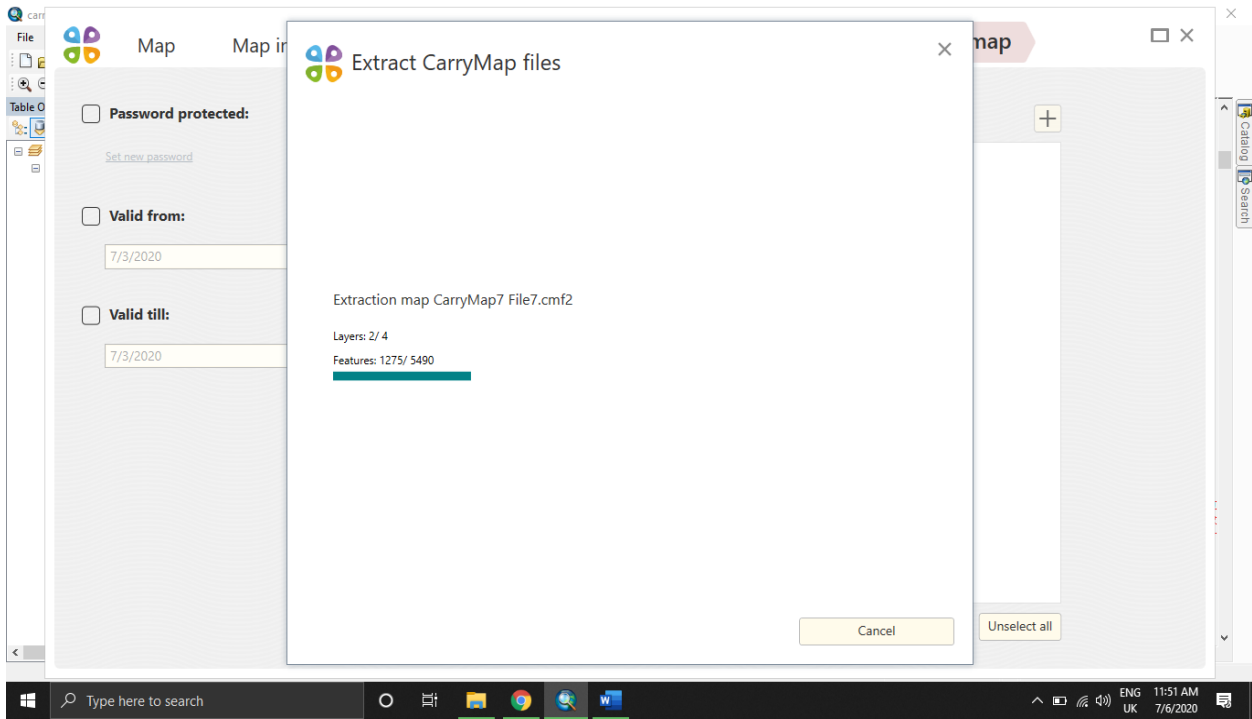 carr
File
Map
Map in
map
Extract CarryMap files
Table O
Password protected:
Set new password
Valid from:
7/3/2020
Valid till:
7/3/2020
Extraction map CarryMap7 File7.cmf2
Layers: 2/ 4
Features: 1275/ 5490
Cancel
Unselect all
Catalog
Search
Type here to search
ENG
UK
11:51 AM
7/6/2020